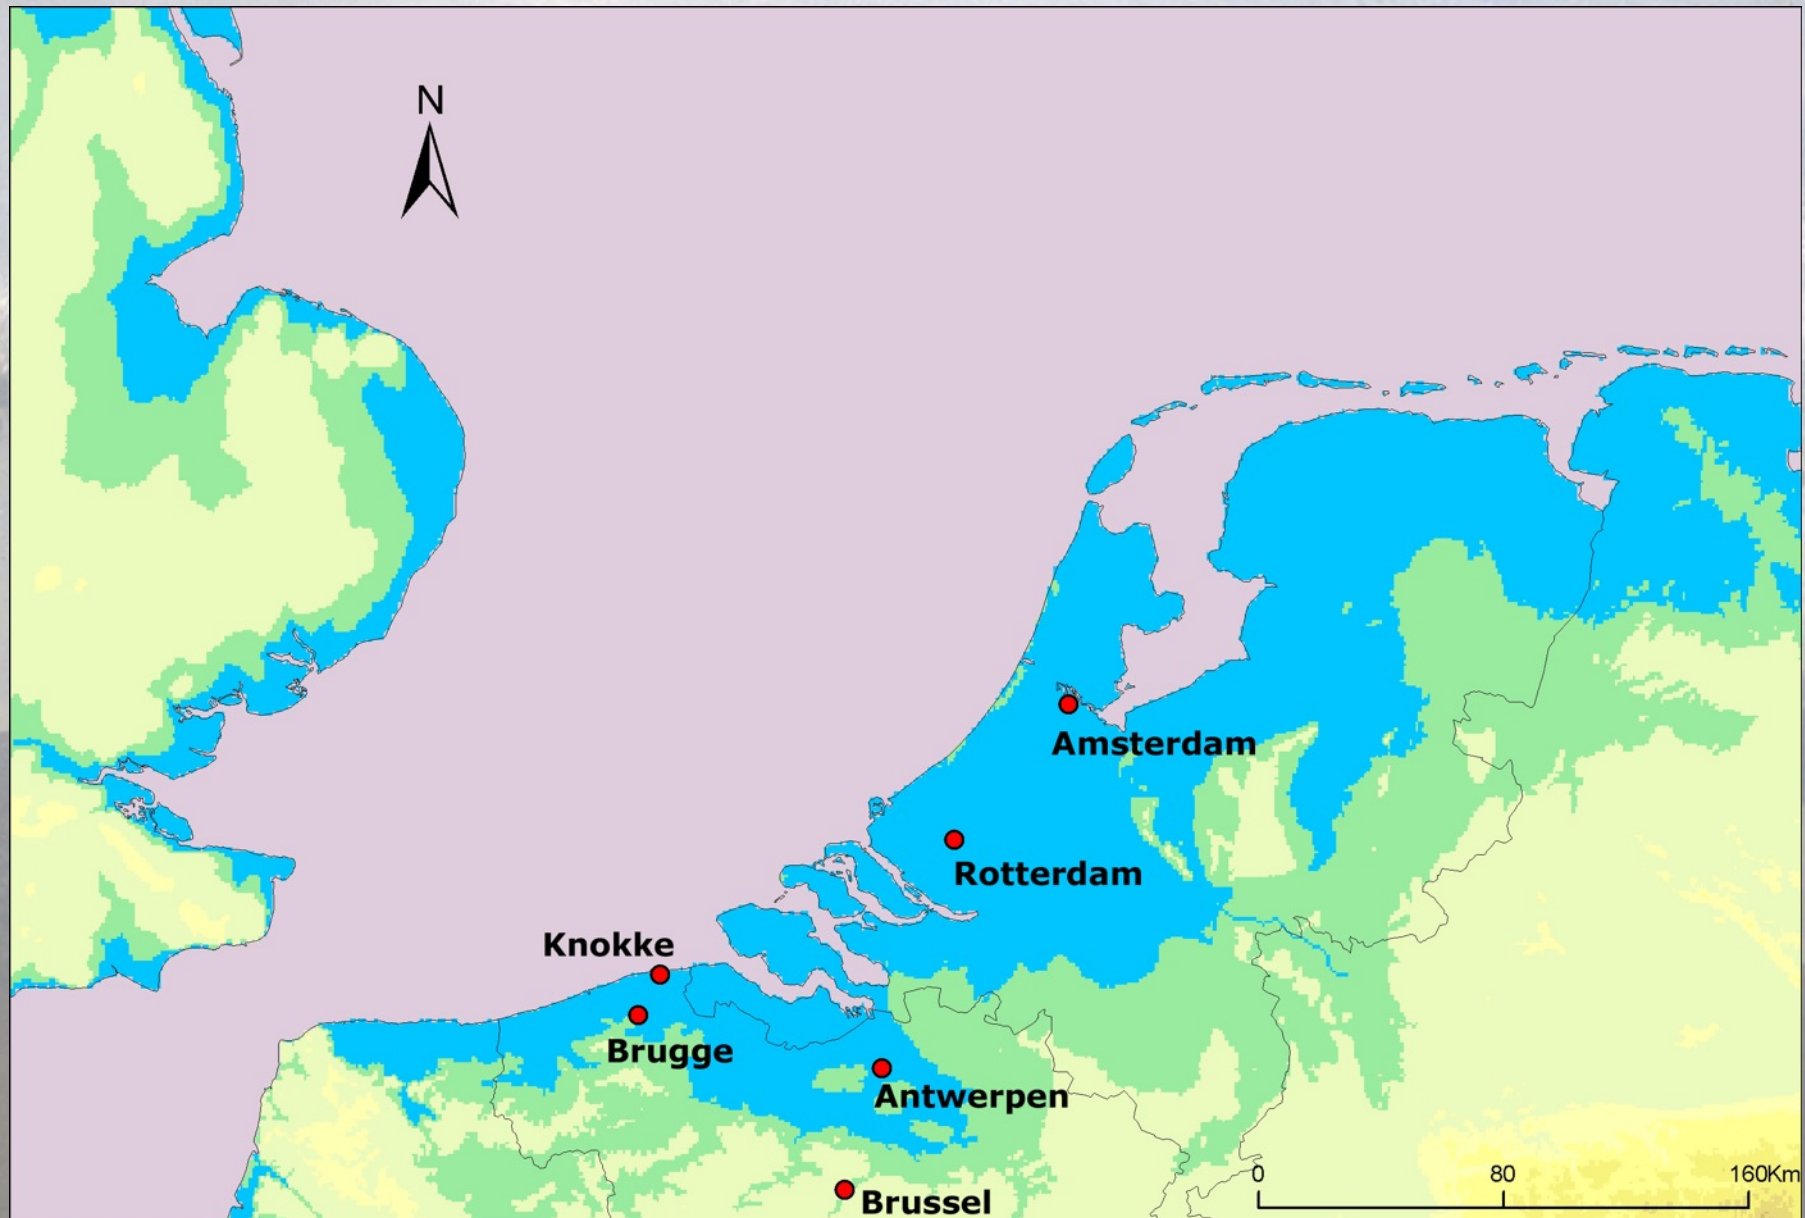 N
Amsterdam
Rotterdam
Knokke
Brugge
Antwerpen
Brussel
0 80 160Km